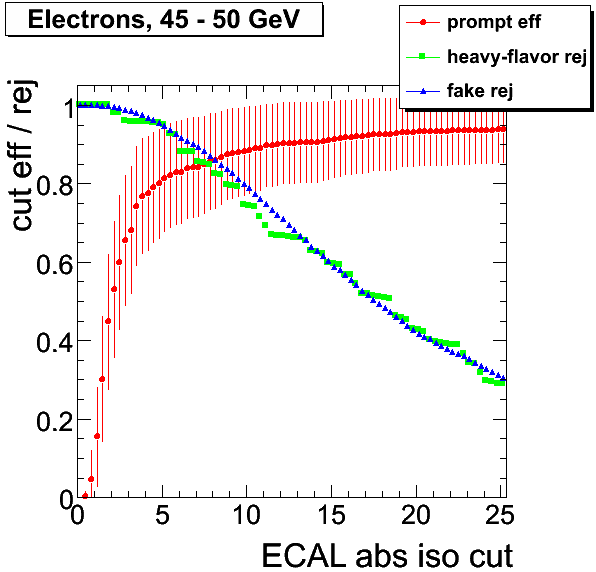 Electrons, 45 - 50 GeV
prompt eff
heavy-flavor rej
fake rej
cut eff / rej
1
0.8
0.6
0.4
0.2
0
0 5 10 15 20 25
ECAL abs iso cut